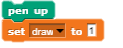 pen up
set draw to 1